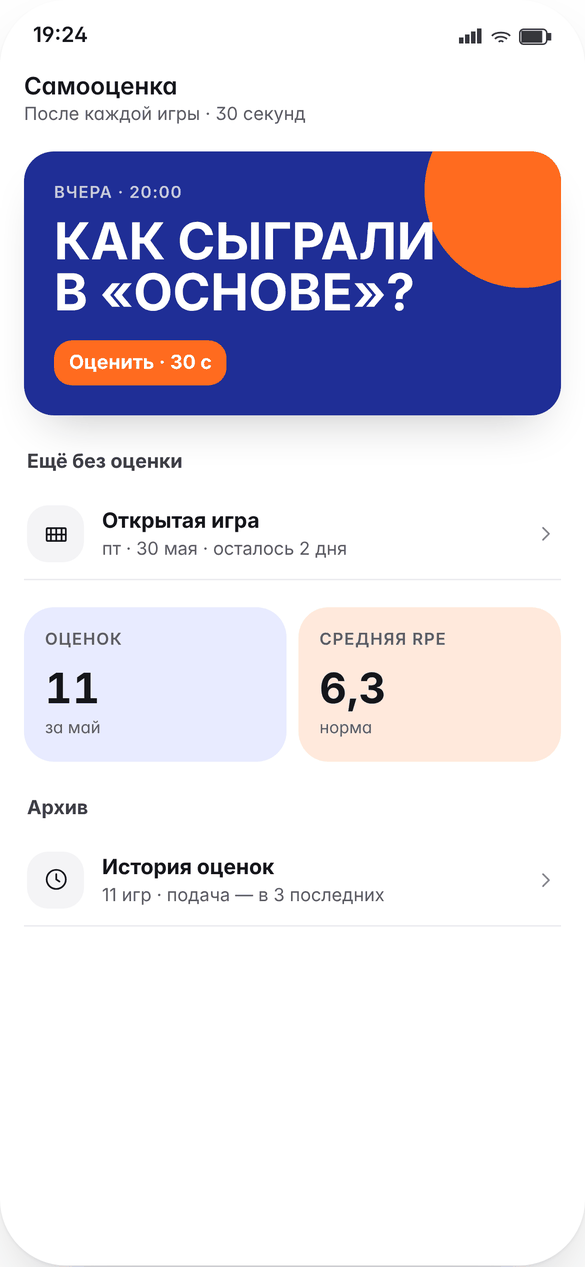 19:24
Самооценка
После каждой игры · 30 секунд
ВЧЕРА · 20:00
КАК СЫГРАЛИ
В «ОСНОВЕ»?
Оценить · 30 с
Ещё без оценки
Открытая игра
пт · 30 мая · осталось 2 дня
ОЦЕНОК
11
за май
СРЕДНЯЯ RPE
6,3
норма
Архив
История оценок
11 игр · подача — в 3 последних